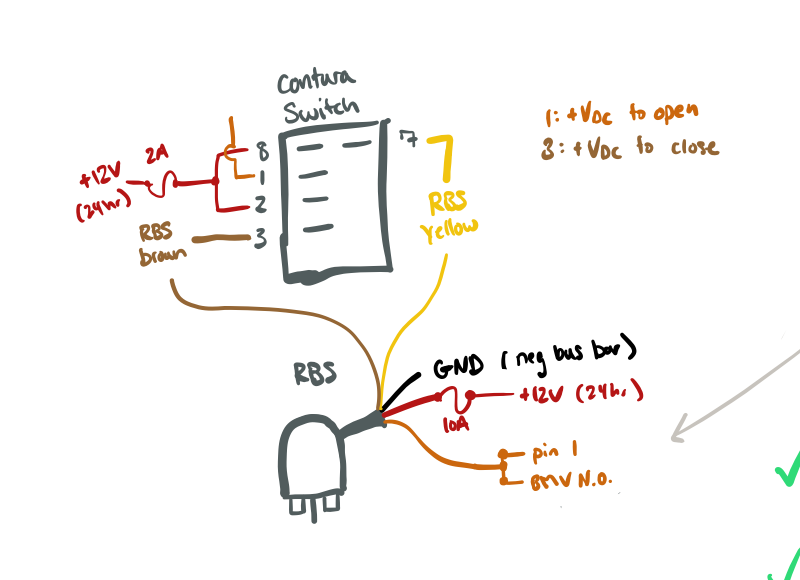 Contura
Switch
1: +VDC to open
3: +VDC to close
2A
+12V
(24hr)
8
1
2
3
7
RBS
brown
RBS
Yellow
RBS
GND (neg bus bar)
+12V (24hr)
10A
pin 1
BMV N.O.